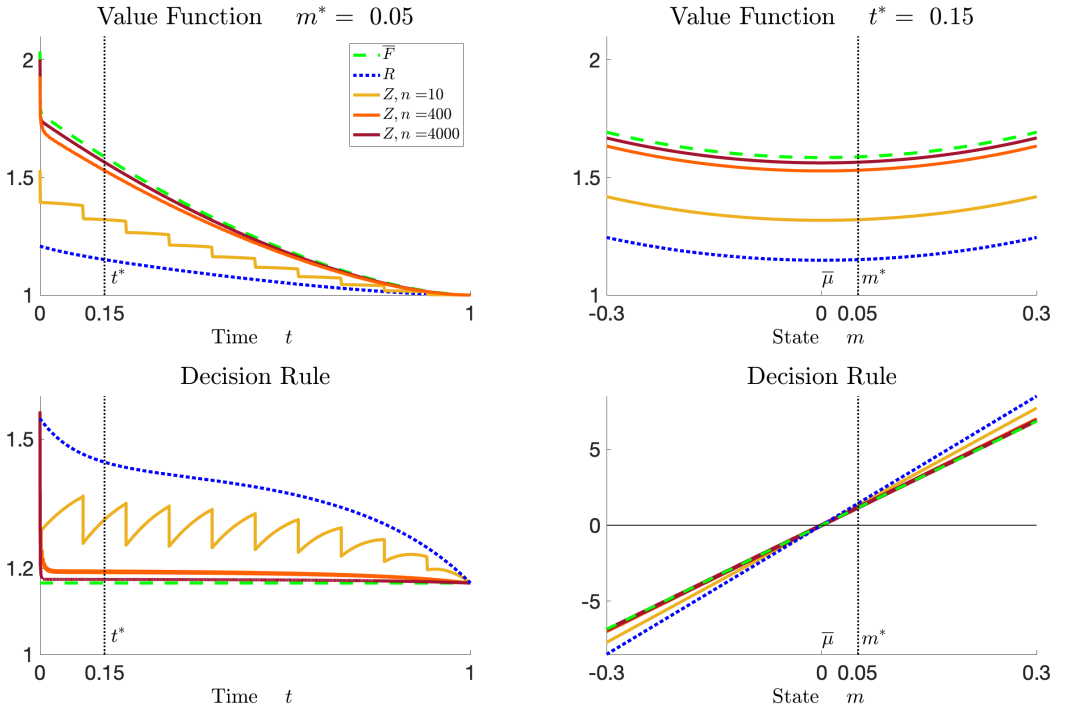 Value Function m* = 0.05
2
1.5
1
0
0.15
1
t*
Time t
F̅
R
Z, n =10
Z, n =400
Z, n =4000
Value Function t* = 0.15
2
1.5
1
-0.3
0
0.05
0.3
μ̅
m*
State m
Decision Rule
1.5
1.2
1
0
0.15
1
t*
Time t
Decision Rule
5
0
-5
-0.3
0
0.05
0.3
μ̅
m*
State m